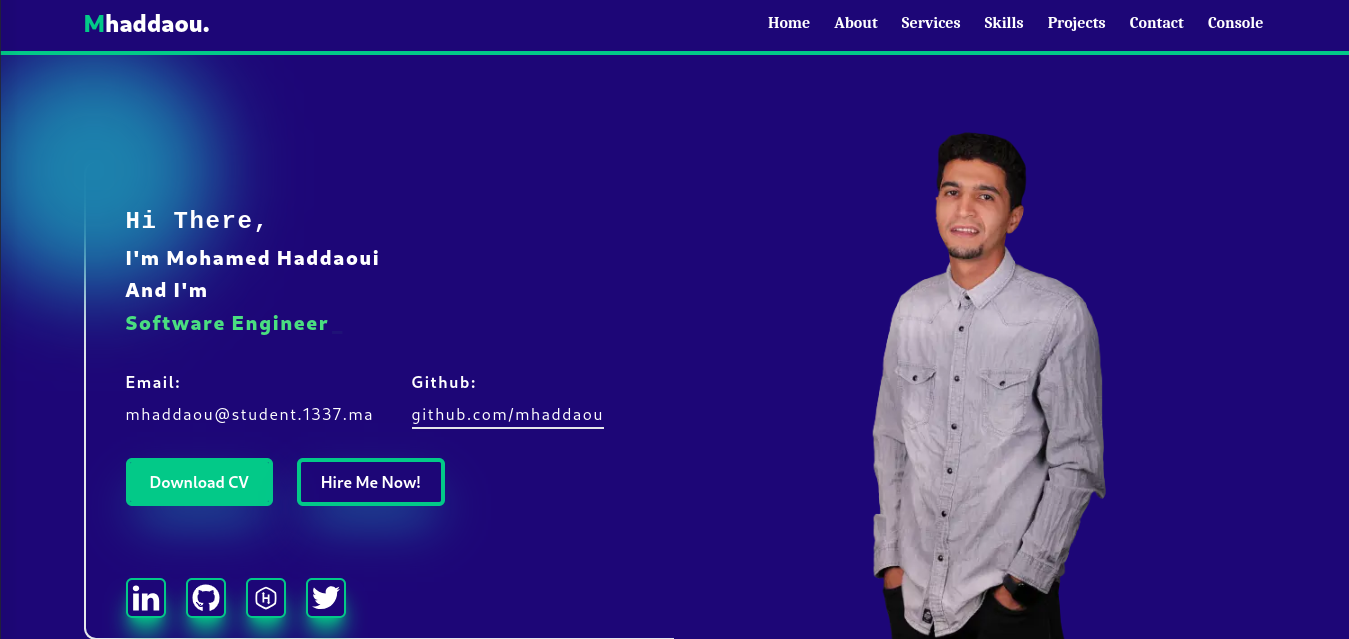 Mhaddaou.
Home About Services Skills Projects Contact Console
Hi There,
I'm Mohamed Haddaoui
And I'm
Software Engineer
Email: Github:
mhaddaou@student.1337.ma github.com/mhaddaou
Download CV Hire Me Now!
in H